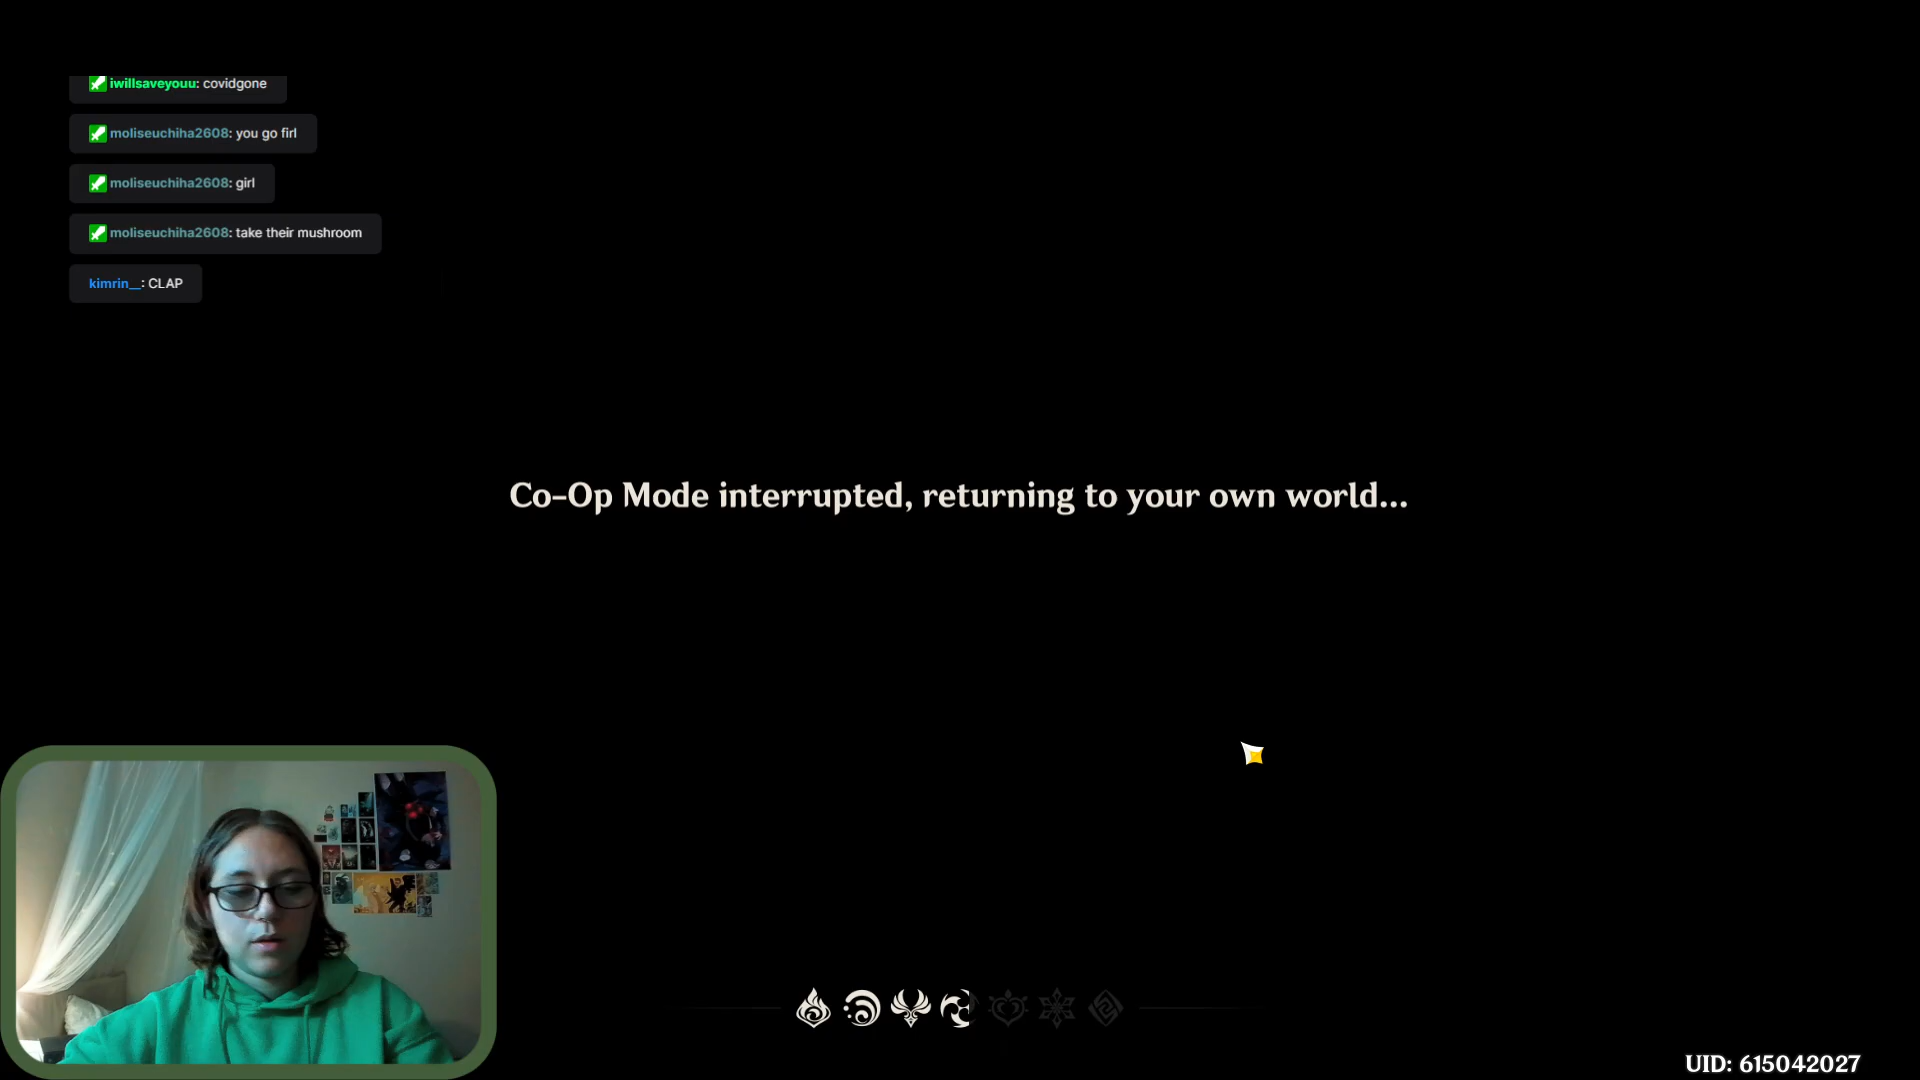 iwillsaveyouu: covidgone
moliseuchiha2608: you go firl
moliseuchiha2608: girl
moliseuchiha2608: take their mushroom
kimrin__: CLAP
Co-Op Mode interrupted, returning to your own world...
UID: 615042027